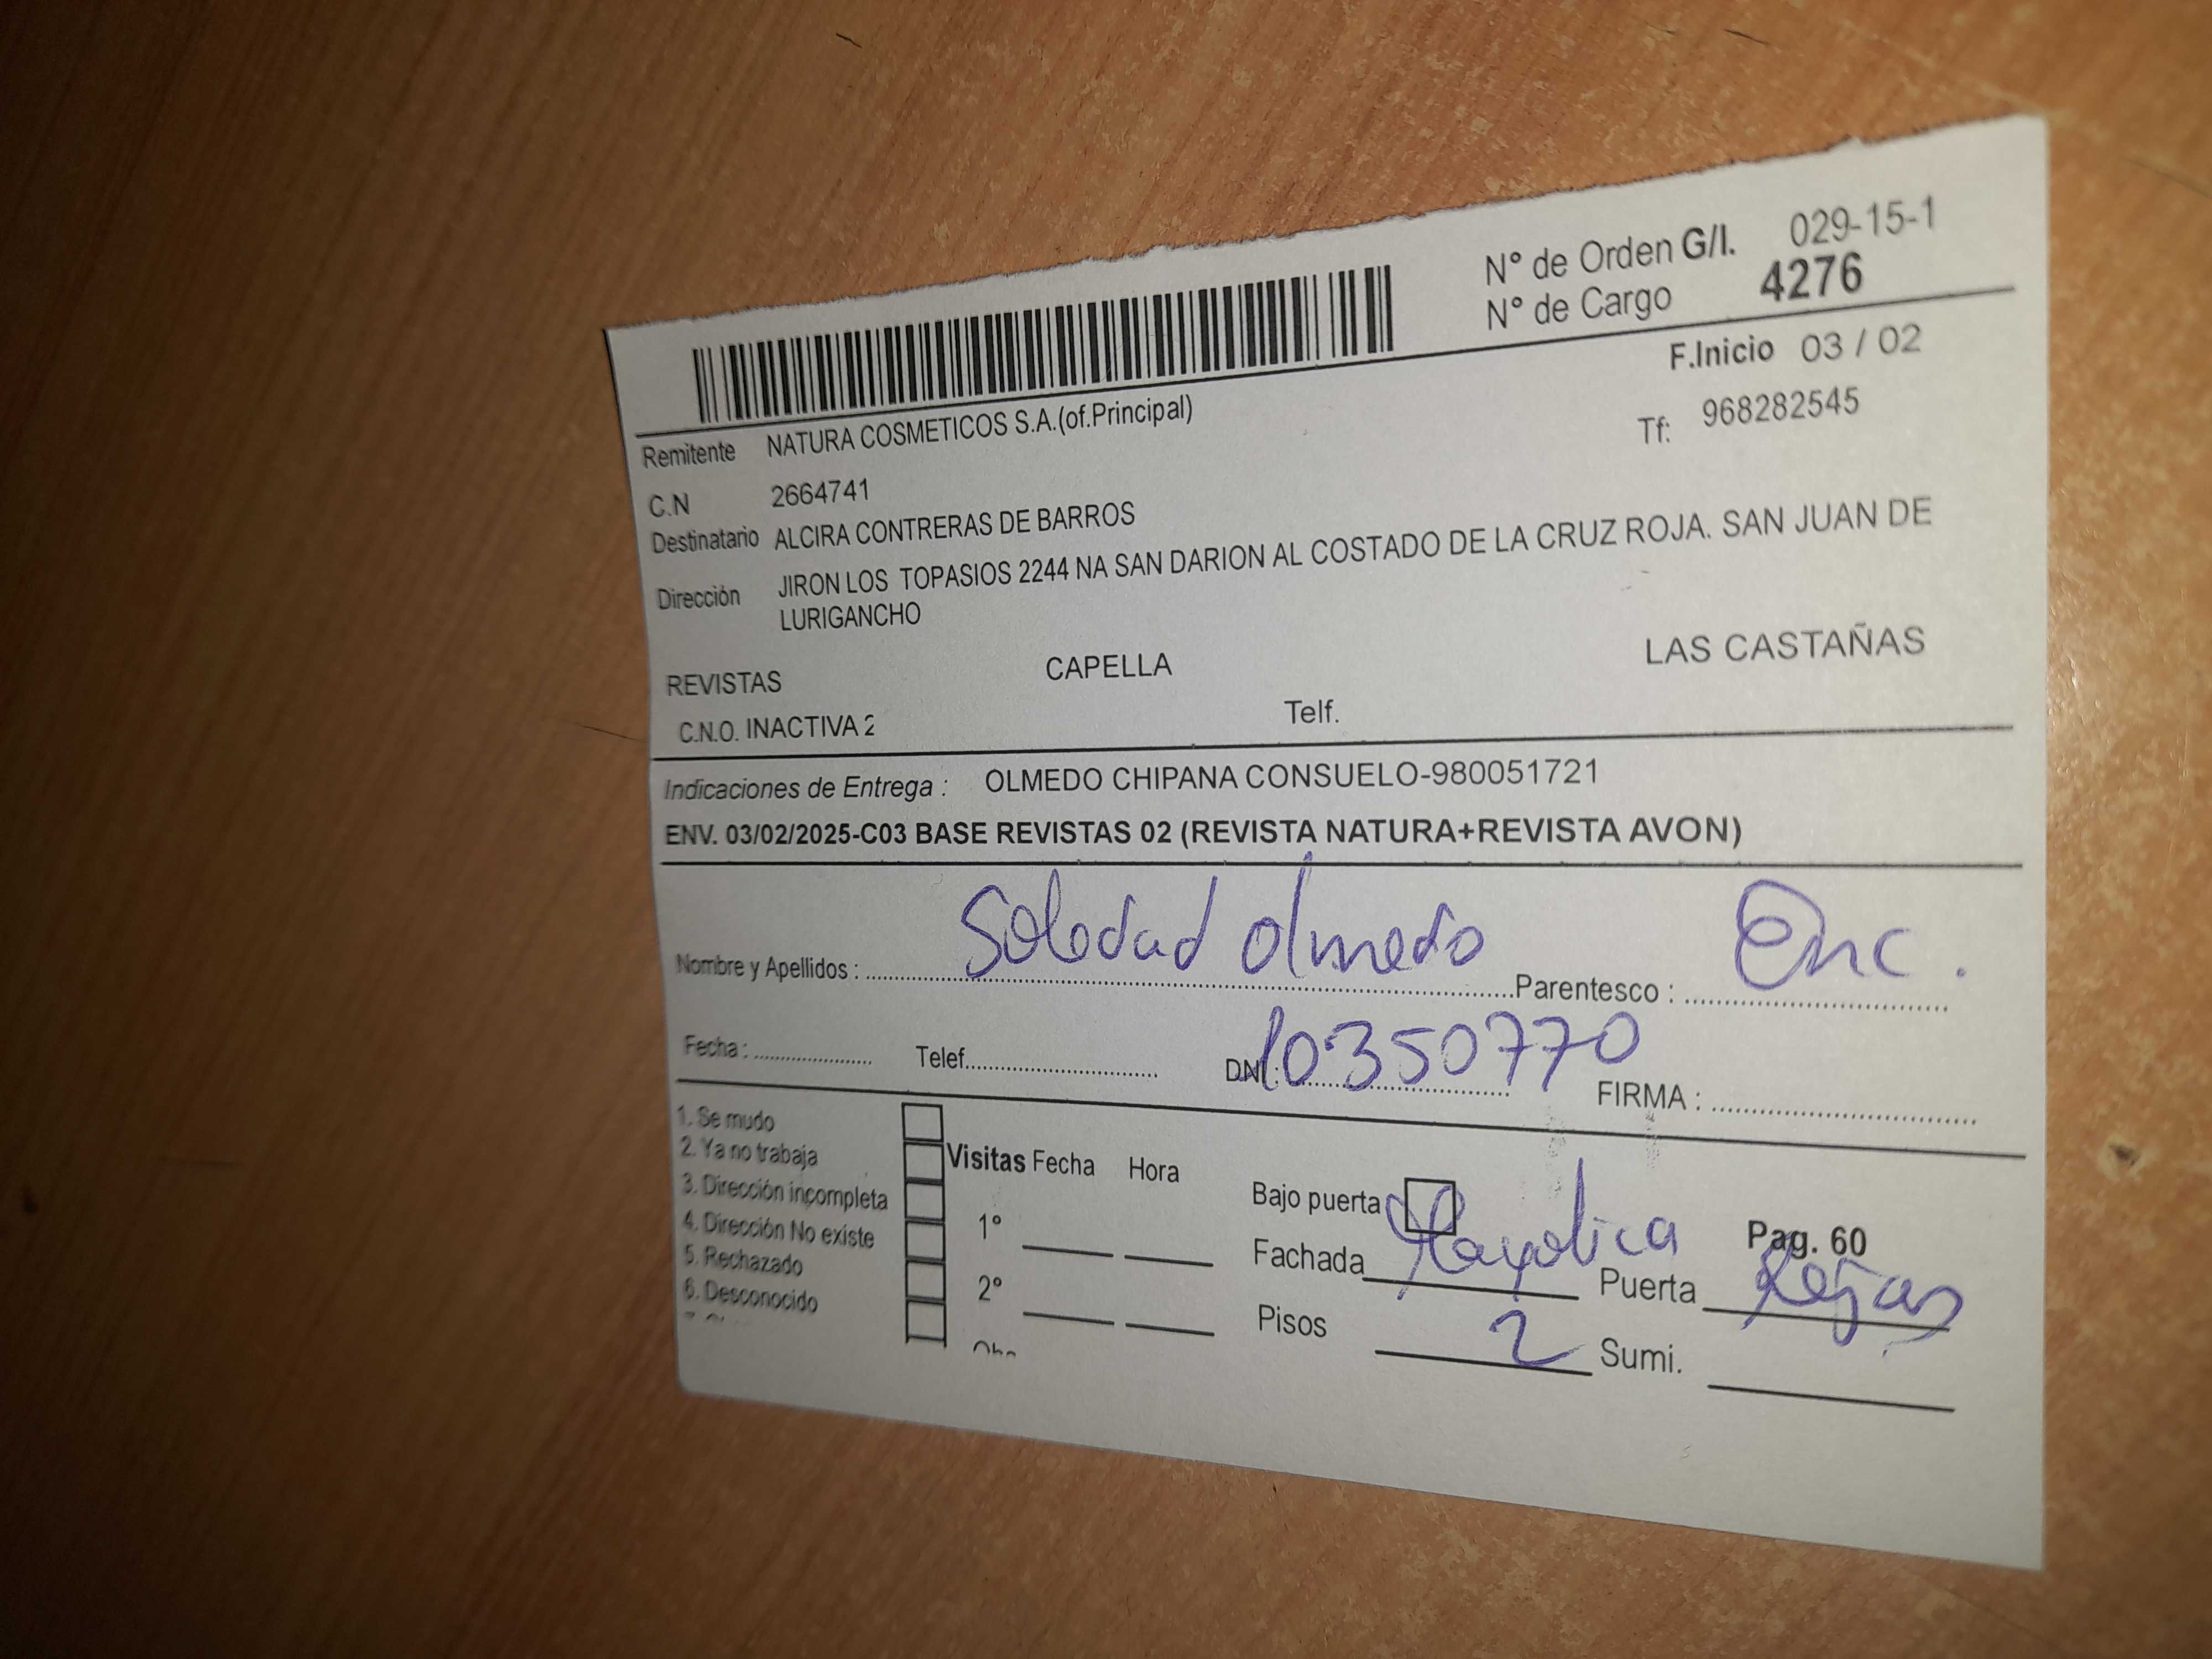 N° de Orden G/I. 029-15-1
N° de Cargo 4276
F.Inicio 03 / 02
Remitente NATURA COSMETICOS S.A.(of.Principal) Tf: 968282545
C.N 2664741
Destinatario ALCIRA CONTRERAS DE BARROS
Dirección JIRON LOS TOPASIOS 2244 NA SAN DARION AL COSTADO DE LA CRUZ ROJA. SAN JUAN DE
LURIGANCHO
REVISTAS CAPELLA LAS CASTAÑAS
C.N.O. INACTIVA 2 Telf.
Indicaciones de Entrega : OLMEDO CHIPANA CONSUELO-980051721
ENV. 03/02/2025-C03 BASE REVISTAS 02 (REVISTA NATURA+REVISTA AVON)
Nombre y Apellidos : Soledad Olmedo Parentesco : Enc.
Fecha : Telef. DNI: 10350770 FIRMA :
1. Se mudo
2. Ya no trabaja Visitas Fecha Hora
3. Dirección incompleta Bajo puerta
4. Dirección No existe 1° Fachada Mayolica Pag. 60
5. Rechazado Puerta Rejas
6. Desconocido 2° Pisos 2 Sumi.